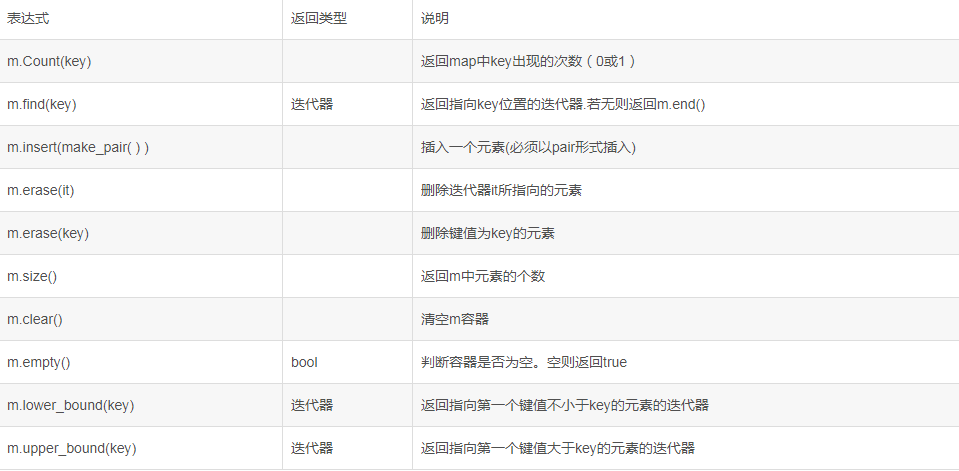 表达式 返回类型 说明
m.Count(key) 返回map中key出现的次数（0或1）
m.find(key) 迭代器 返回指向key位置的迭代器.若无则返回m.end()
m.insert(make_pair( ) ) 插入一个元素(必须以pair形式插入)
m.erase(it) 删除迭代器it所指向的元素
m.erase(key) 删除键值为key的元素
m.size() 返回m中元素的个数
m.clear() 清空m容器
m.empty() bool 判断容器是否为空。空则返回true
m.lower_bound(key) 迭代器 返回指向第一个键值不小于key的元素的迭代器
m.upper_bound(key) 迭代器 返回指向第一个键值大于key的元素的迭代器